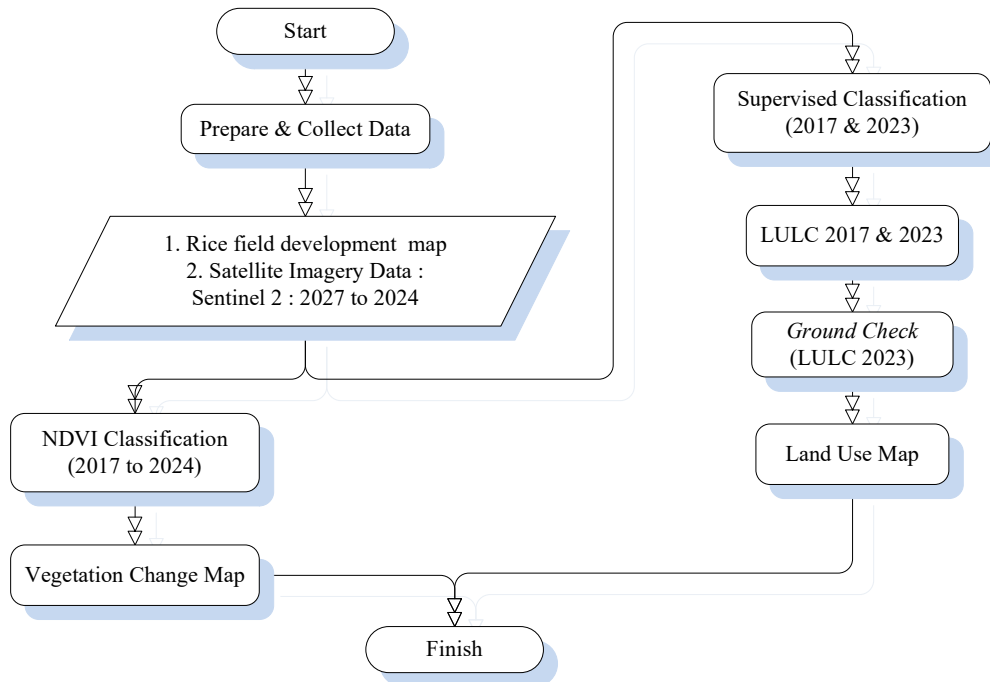 Start
Prepare & Collect Data
1. Rice field development map
2. Satellite Imagery Data :
Sentinel 2 : 2027 to 2024
NDVI Classification
(2017 to 2024)
Vegetation Change Map
Supervised Classification
(2017 & 2023)
LULC 2017 & 2023
Ground Check
(LULC 2023)
Land Use Map
Finish